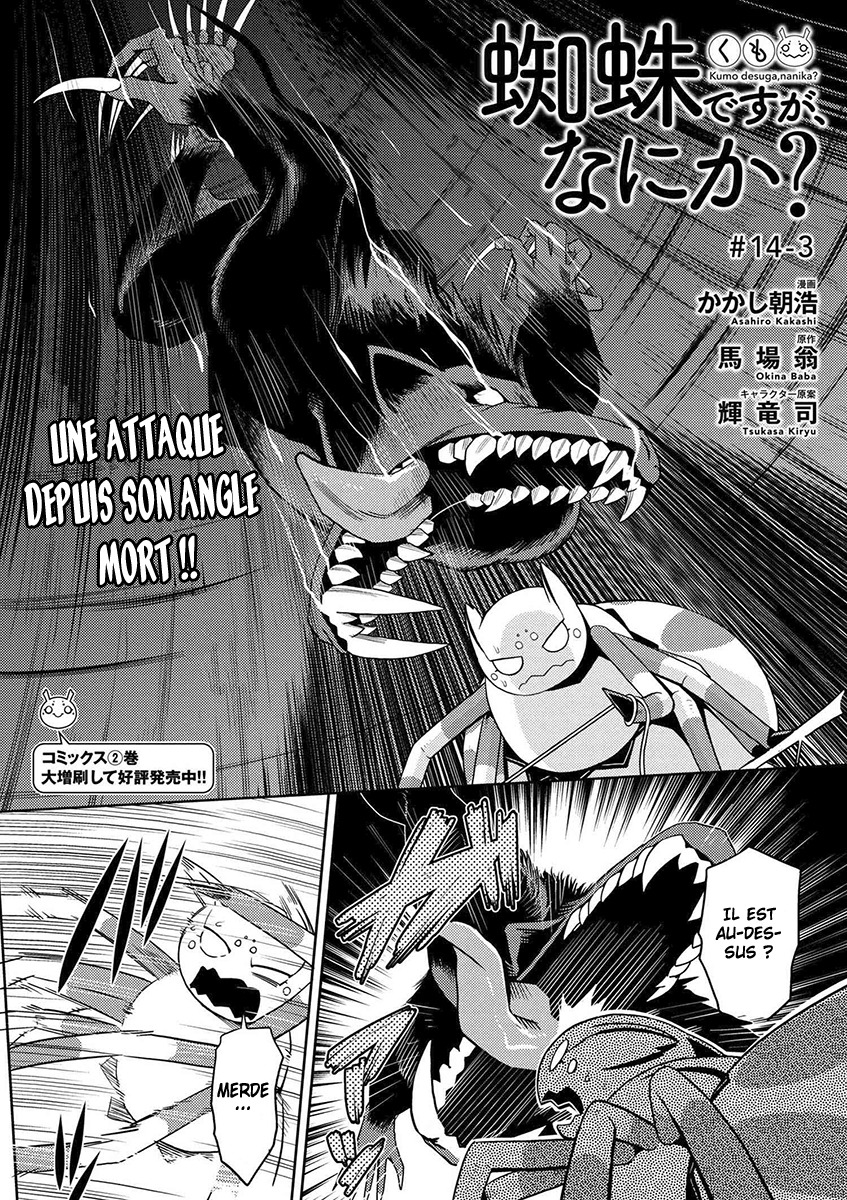 くも
Kumo desuga,nanika?
蜘蛛ですが、
なにか?
#14-3
漫画
かかし朝浩
Asahiro Kakashi
原作
馬場翁
Okina Baba
キャラクター原案
輝竜司
Tsukasa Kiryu
UNE ATTAQUE
DEPUIS SON ANGLE
MORT !!
コミックス②巻
大増刷して好評発売中!!
IL EST
AU-DES-
SUS ?
MERDE
...